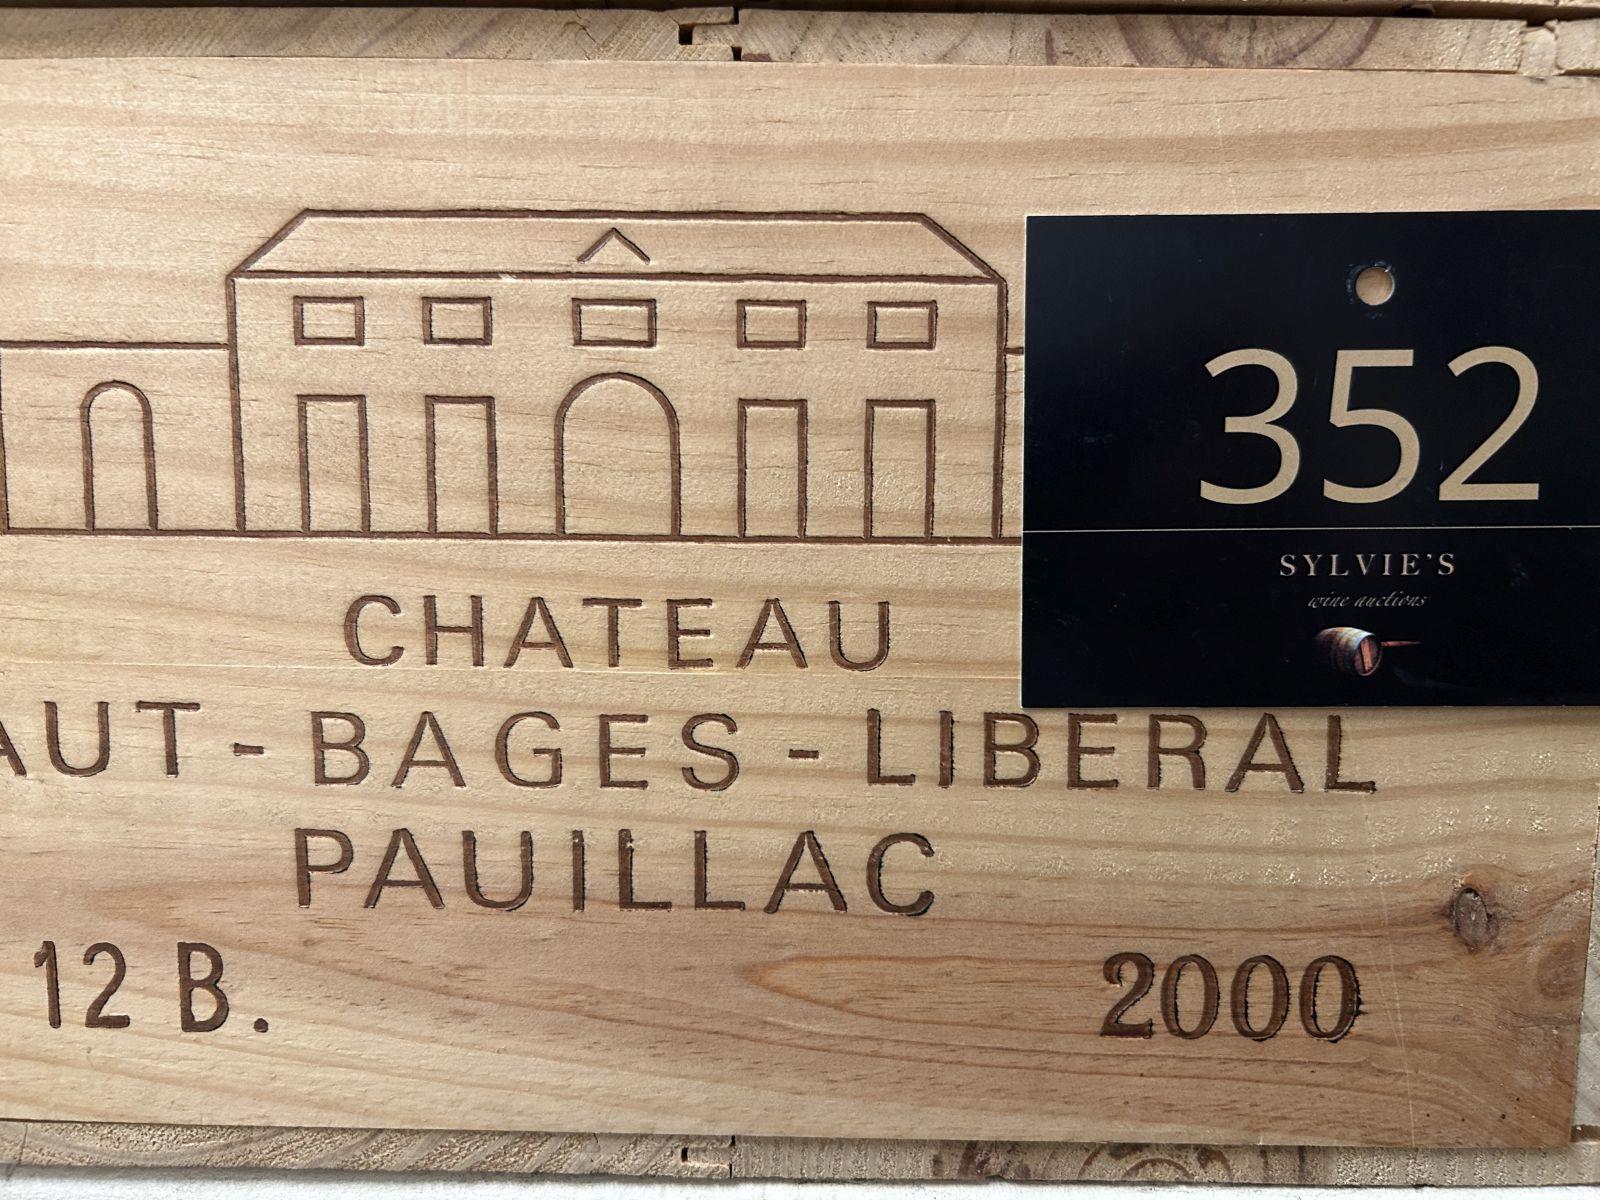 352
SYLVIE'S
wine auctions
CHATEAU
AUT-BAGES-LIBERAL
PAUILLAC
12 B.
2000